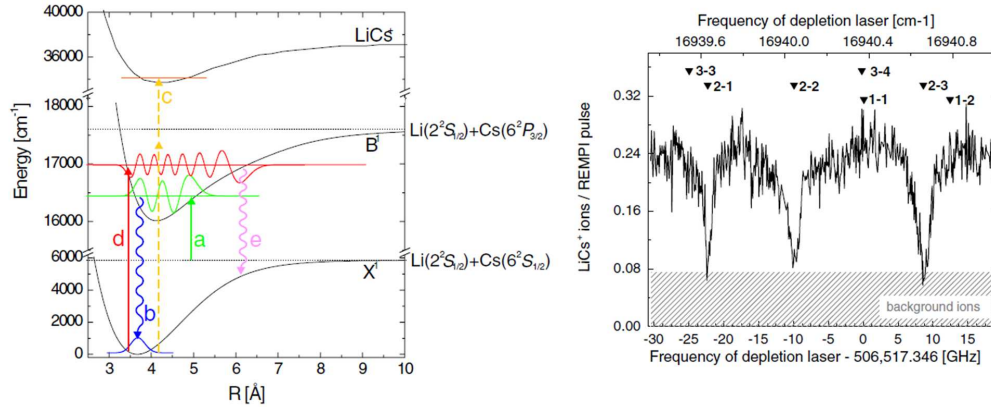 LiCs+
40000
36000
32000
Energy [cm-1]
18000
17000
16000
6000
4000
2000
0
B1
X1
Li(2²S1/2)+Cs(6²P3/2)
Li(2²S1/2)+Cs(6²S1/2)
a
b
c
d
e
2 3 4 5 6 7 8 9 10
R [Å]
Frequency of depletion laser [cm-1]
16939.6 16940.0 16940.4 16940.8
3-3 3-4
2-1 2-2 2-3
1-1 1-2
0.32
0.24
0.16
0.08
0.00
LiCs+ ions / REMPI pulse
background ions
-30 -25 -20 -15 -10 -5 0 5 10 15
Frequency of depletion laser - 506,517.346 [GHz]